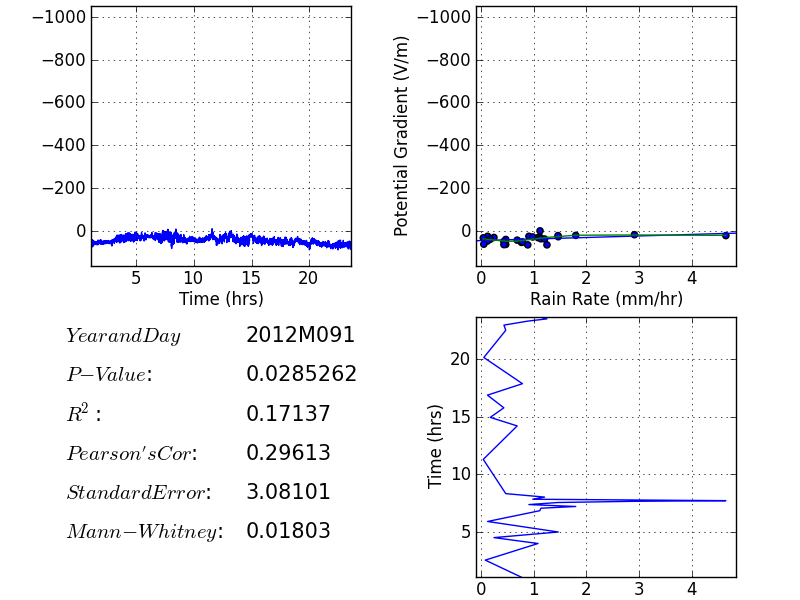 −1000
−800
−600
−400
−200
0
5 10 15 20
Time (hrs)
Potential Gradient (V/m)
−1000
−800
−600
−400
−200
0
0 1 2 3 4
Rain Rate (mm/hr)
YearandDay 2012M091
P−Value: 0.0285262
R²: 0.17137
Pearson'sCor: 0.29613
StandardError: 3.08101
Mann−Whitney: 0.01803
Time (hrs)
20
15
10
5
0 1 2 3 4